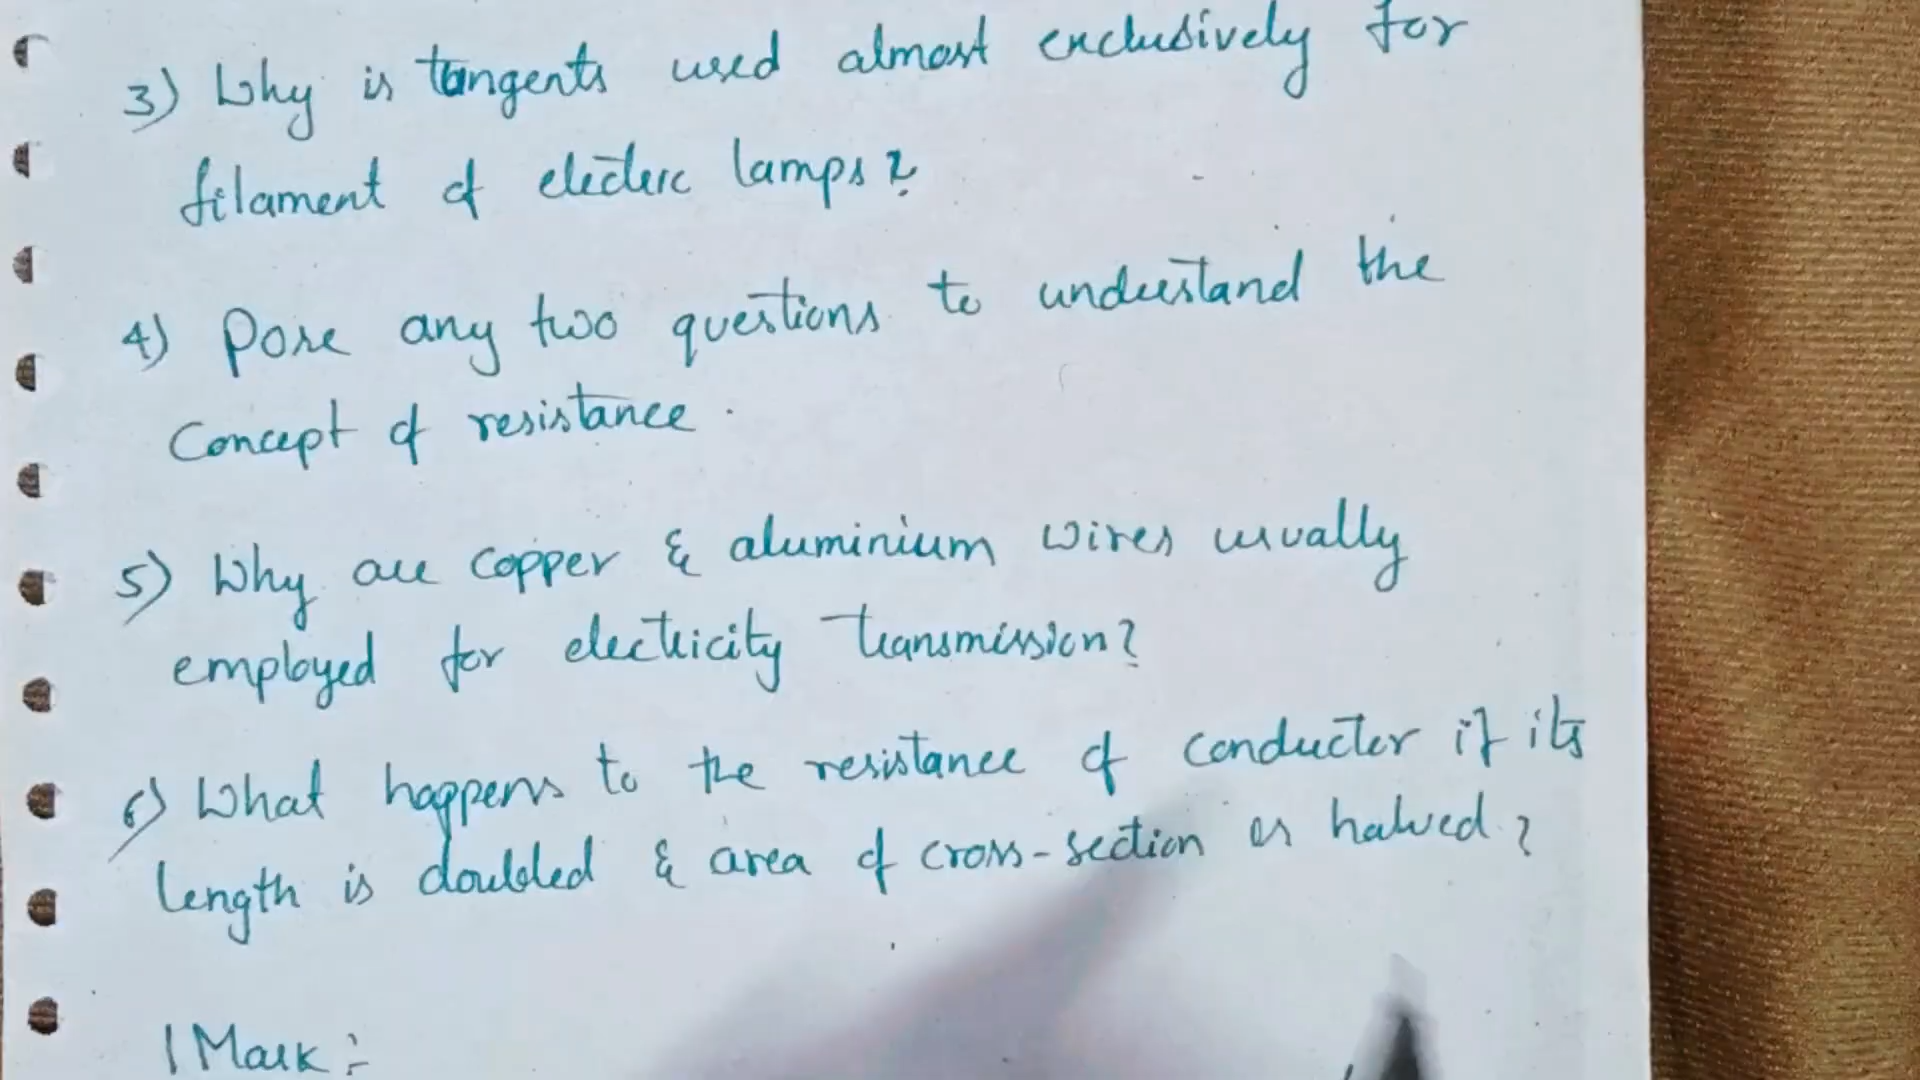 3) Why is tangents used almost exclusively for
filament of electric lamps?
4) Pose any two questions to understand the
Concept of resistance.
5) Why are copper & aluminium wires usually
employed for electricity transmission?
6) What happens to the resistance of conductor if its
length is doubled & area of cross-section is halved?
1 Mark :-